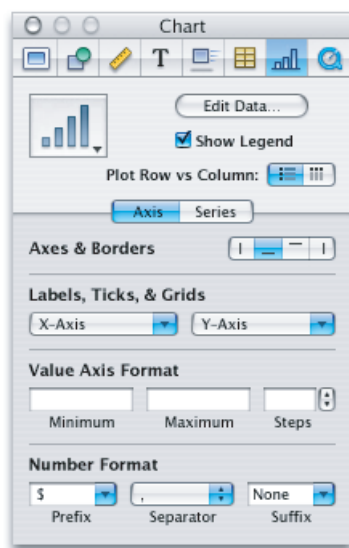 Chart
T
Edit Data...
Show Legend
Plot Row vs Column:
Axis Series
Axes & Borders
Labels, Ticks, & Grids
X-Axis Y-Axis
Value Axis Format
Minimum Maximum Steps
Number Format
$ , None
Prefix Separator Suffix